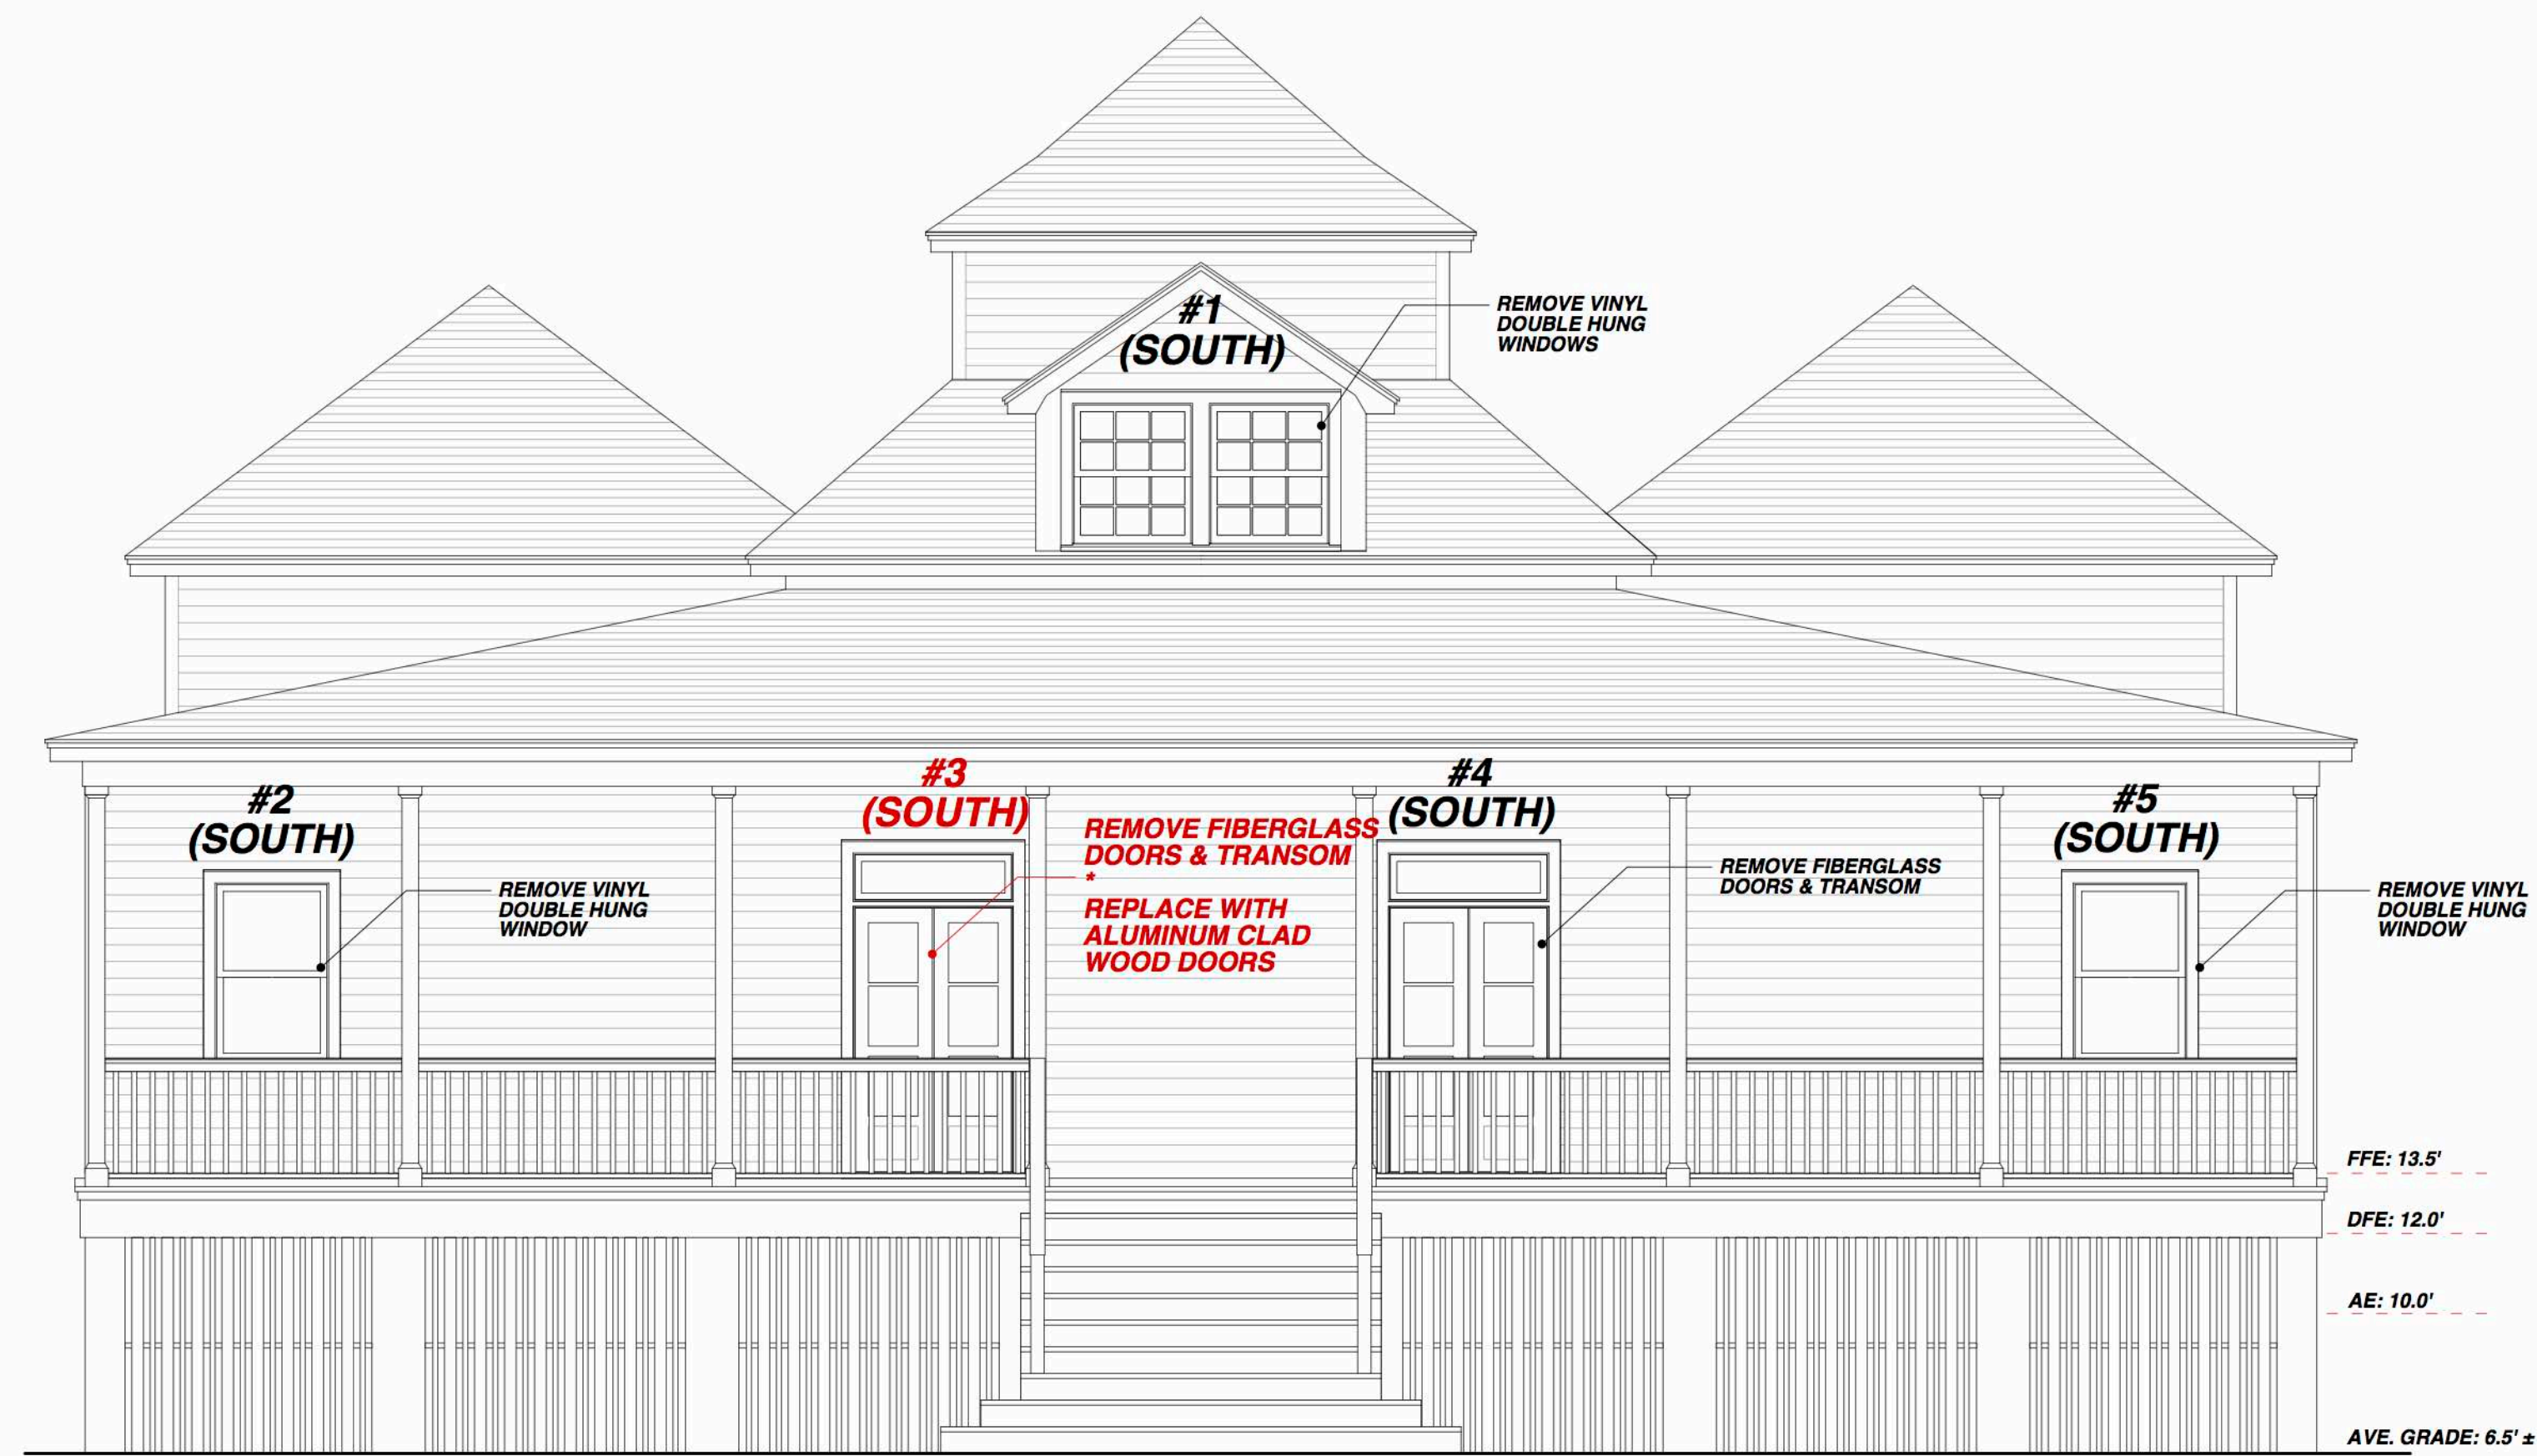 #1
(SOUTH)
REMOVE VINYL
DOUBLE HUNG
WINDOWS
#2
(SOUTH)
REMOVE VINYL
DOUBLE HUNG
WINDOW
#3
(SOUTH)
REMOVE FIBERGLASS
DOORS & TRANSOM
*
REPLACE WITH
ALUMINUM CLAD
WOOD DOORS
#4
(SOUTH)
REMOVE FIBERGLASS
DOORS & TRANSOM
#5
(SOUTH)
REMOVE VINYL
DOUBLE HUNG
WINDOW
FFE: 13.5'
DFE: 12.0'
AE: 10.0'
AVE. GRADE: 6.5' ±